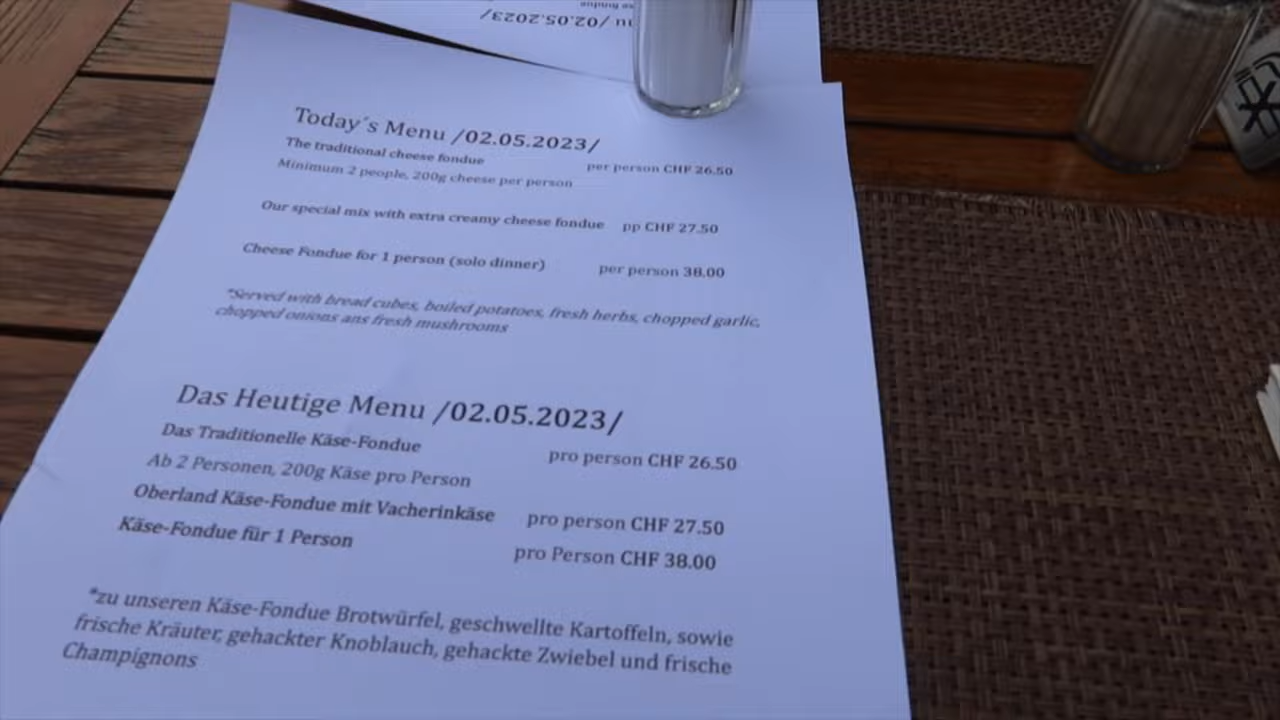 Today´s Menu /02.05.2023/
The traditional cheese fondue per person CHF 26.50
Minimum 2 people, 200g cheese per person
Our special mix with extra creamy cheese fondue pp CHF 27.50
Cheese Fondue for 1 person (solo dinner) per person 38.00
*Served with bread cubes, boiled potatoes, fresh herbs, chopped garlic,
chopped onions ans fresh mushrooms
Das Heutige Menu /02.05.2023/
Das Traditionelle Käse-Fondue pro person CHF 26.50
Ab 2 Personen, 200g Käse pro Person
Oberland Käse-Fondue mit Vacherinkäse pro person CHF 27.50
Käse-Fondue für 1 Person pro Person CHF 38.00
*zu unseren Käse-Fondue Brotwürfel, geschwellte Kartoffeln, sowie
frische Kräuter, gehackter Knoblauch, gehackte Zwiebel und frische
Champignons
/02.05.2023/